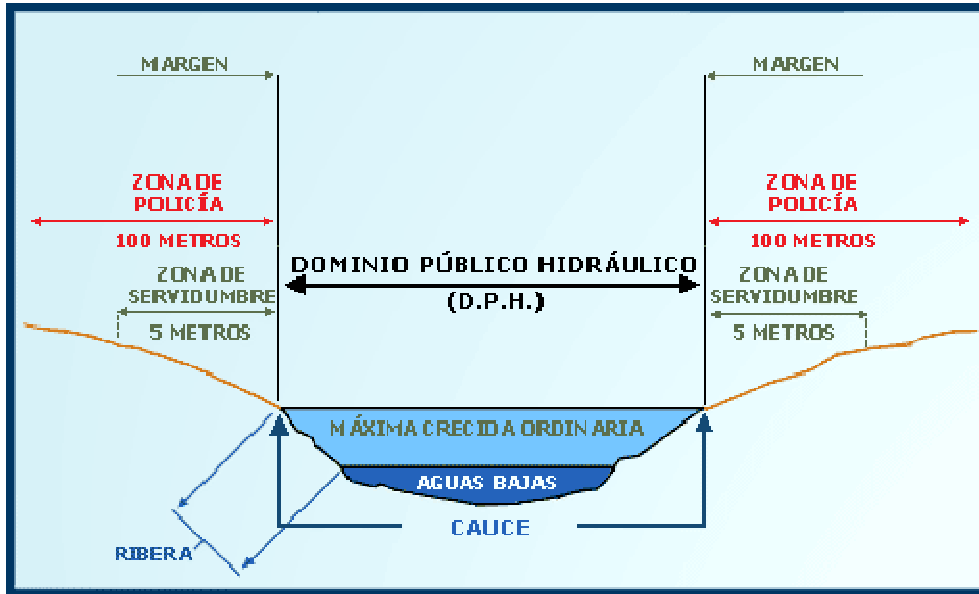 MARGEN
MARGEN
ZONA DE
POLICÍA
100 METROS
ZONA DE
POLICÍA
100 METROS
DOMINIO PÚBLICO HIDRÁULICO
(D.P.H.)
ZONA DE
SERVIDUMBRE
5 METROS
ZONA DE
SERVIDUMBRE
5 METROS
MÁXIMA CRECIDA ORDINARIA
AGUAS BAJAS
CAUCE
RIBERA